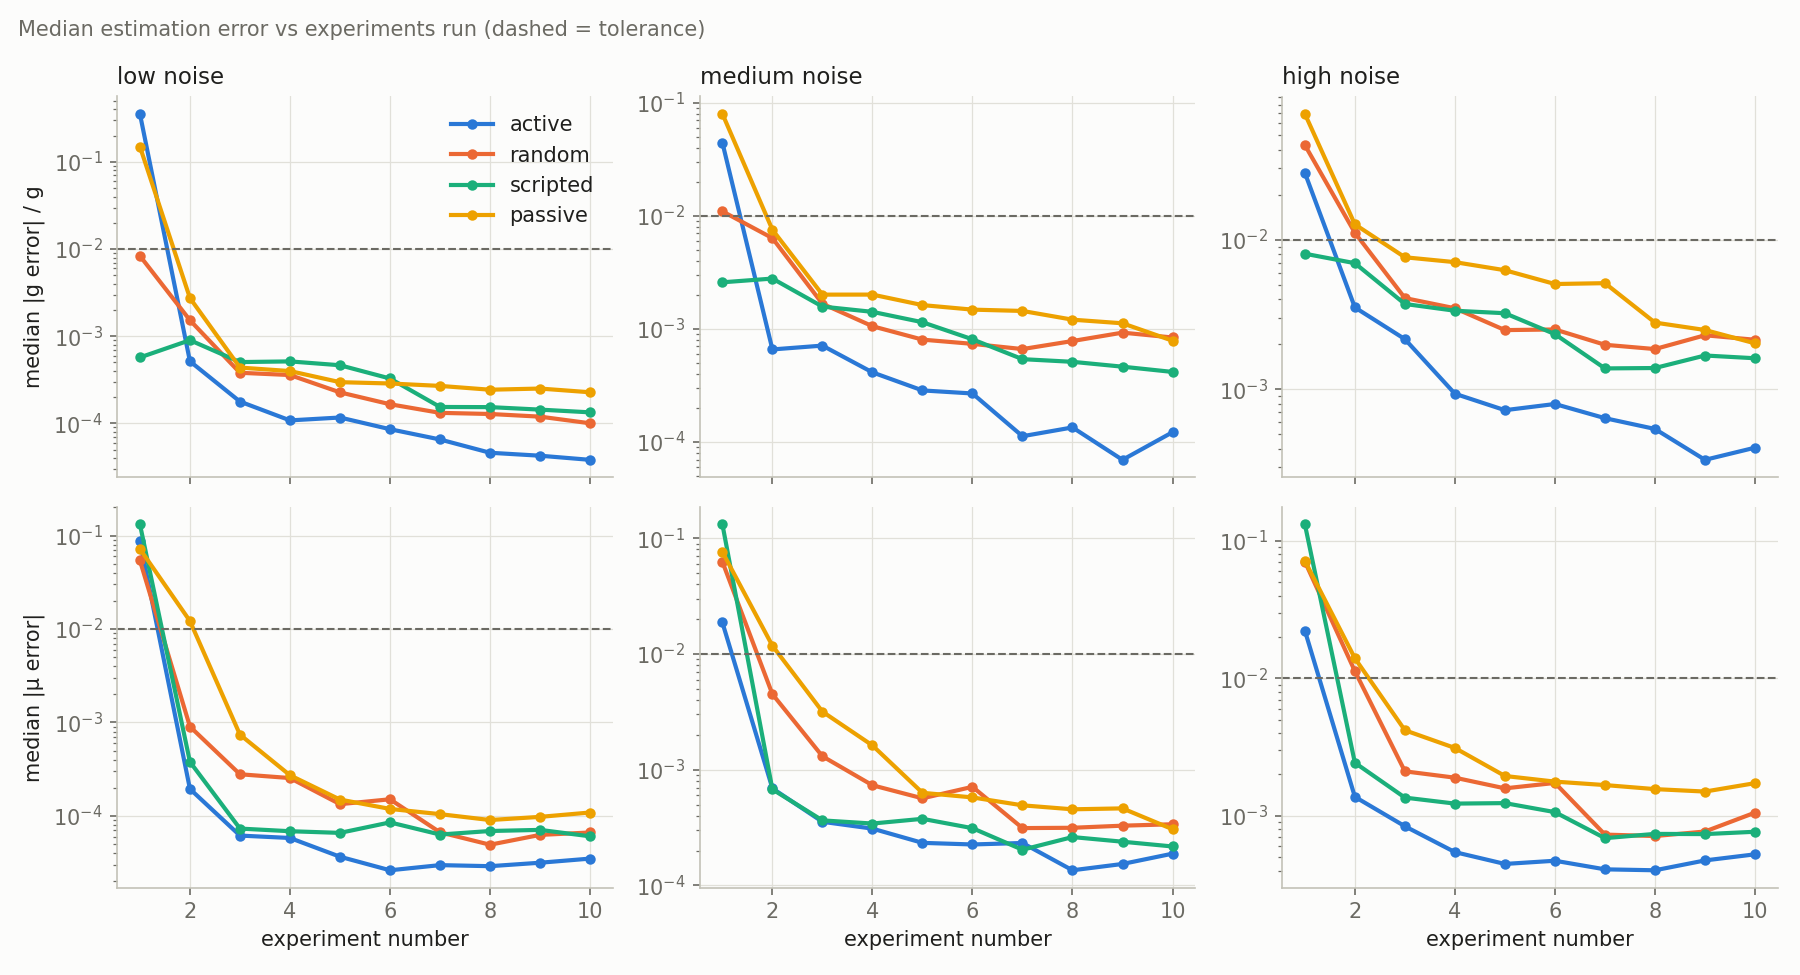 Median estimation error vs experiments run (dashed = tolerance)
low noise
medium noise
high noise
active
random
scripted
passive
median |g error| / g
10⁻¹
10⁻²
10⁻³
10⁻⁴
10⁻¹
10⁻²
10⁻³
10⁻⁴
10⁻²
10⁻³
median |μ error|
10⁻¹
10⁻²
10⁻³
10⁻⁴
10⁻¹
10⁻²
10⁻³
10⁻⁴
10⁻¹
10⁻²
10⁻³
2 4 6 8 10
2 4 6 8 10
2 4 6 8 10
experiment number
experiment number
experiment number